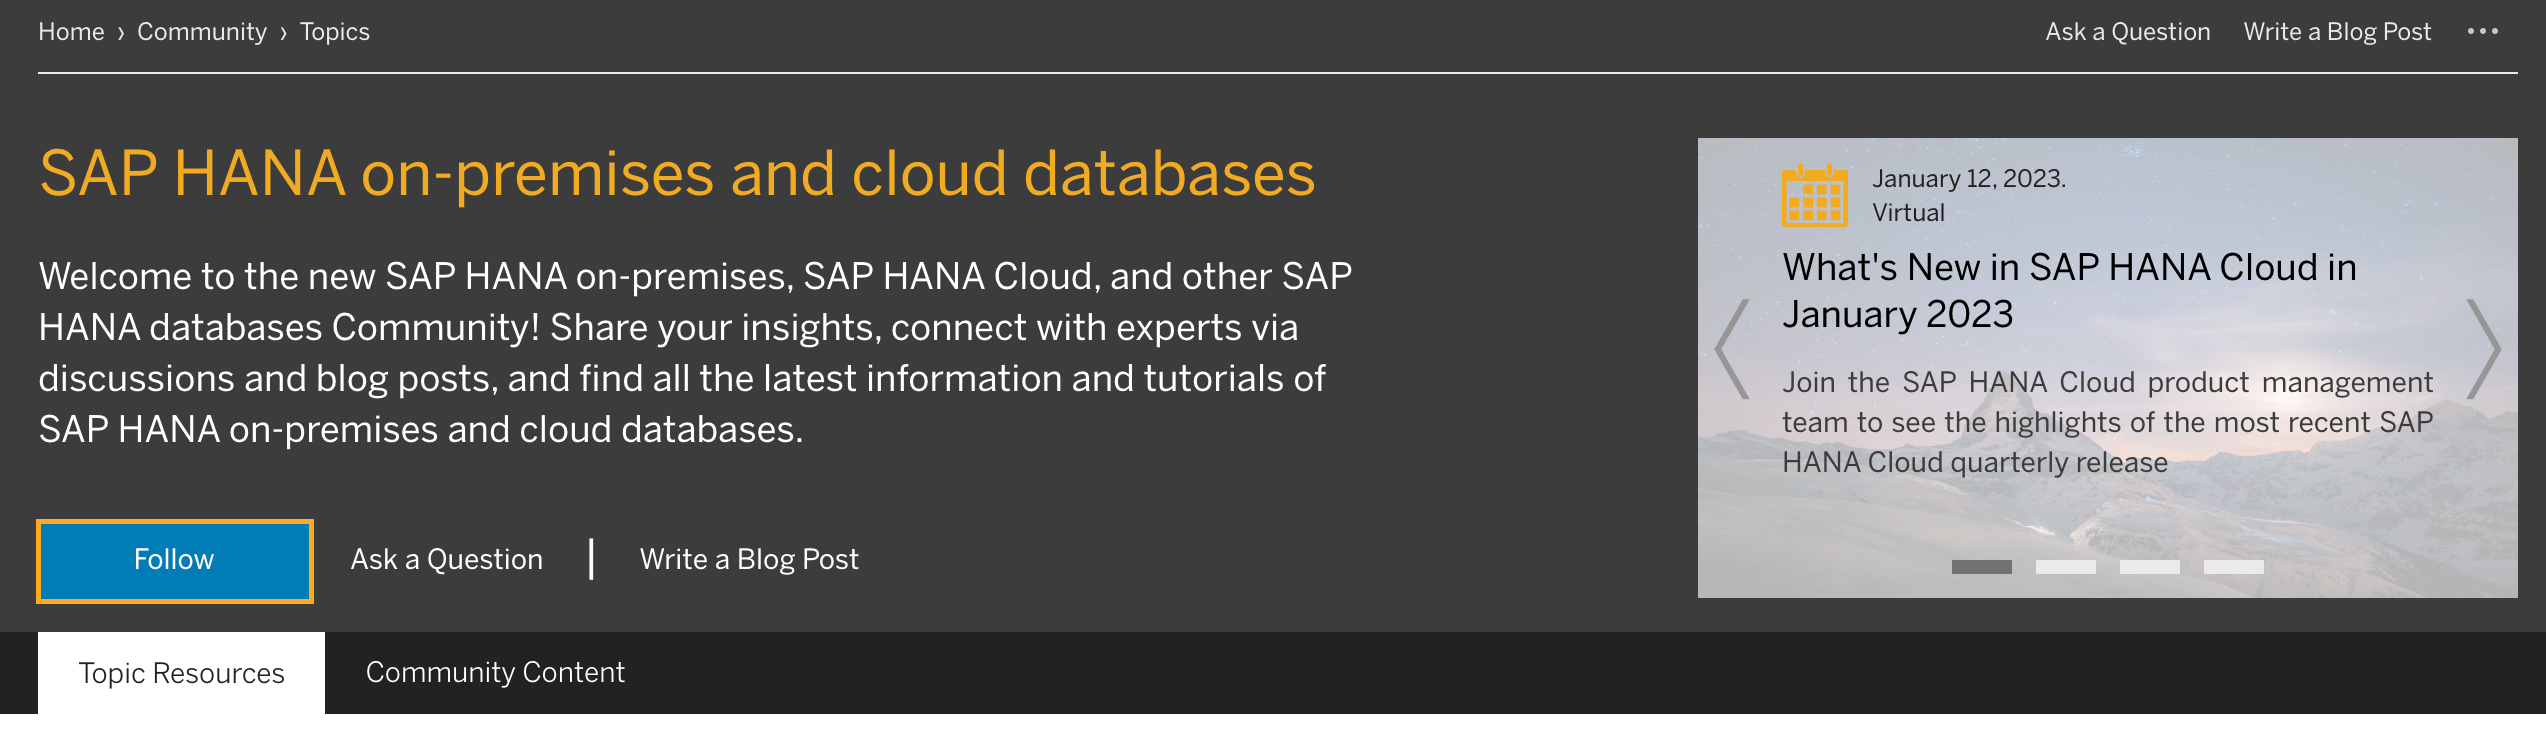 Home › Community › Topics
Ask a Question Write a Blog Post •••
SAP HANA on-premises and cloud databases
Welcome to the new SAP HANA on-premises, SAP HANA Cloud, and other SAP
HANA databases Community! Share your insights, connect with experts via
discussions and blog posts, and find all the latest information and tutorials of
SAP HANA on-premises and cloud databases.
Follow Ask a Question | Write a Blog Post
January 12, 2023.
Virtual
What's New in SAP HANA Cloud in
January 2023
Join the SAP HANA Cloud product management
team to see the highlights of the most recent SAP
HANA Cloud quarterly release
Topic Resources Community Content